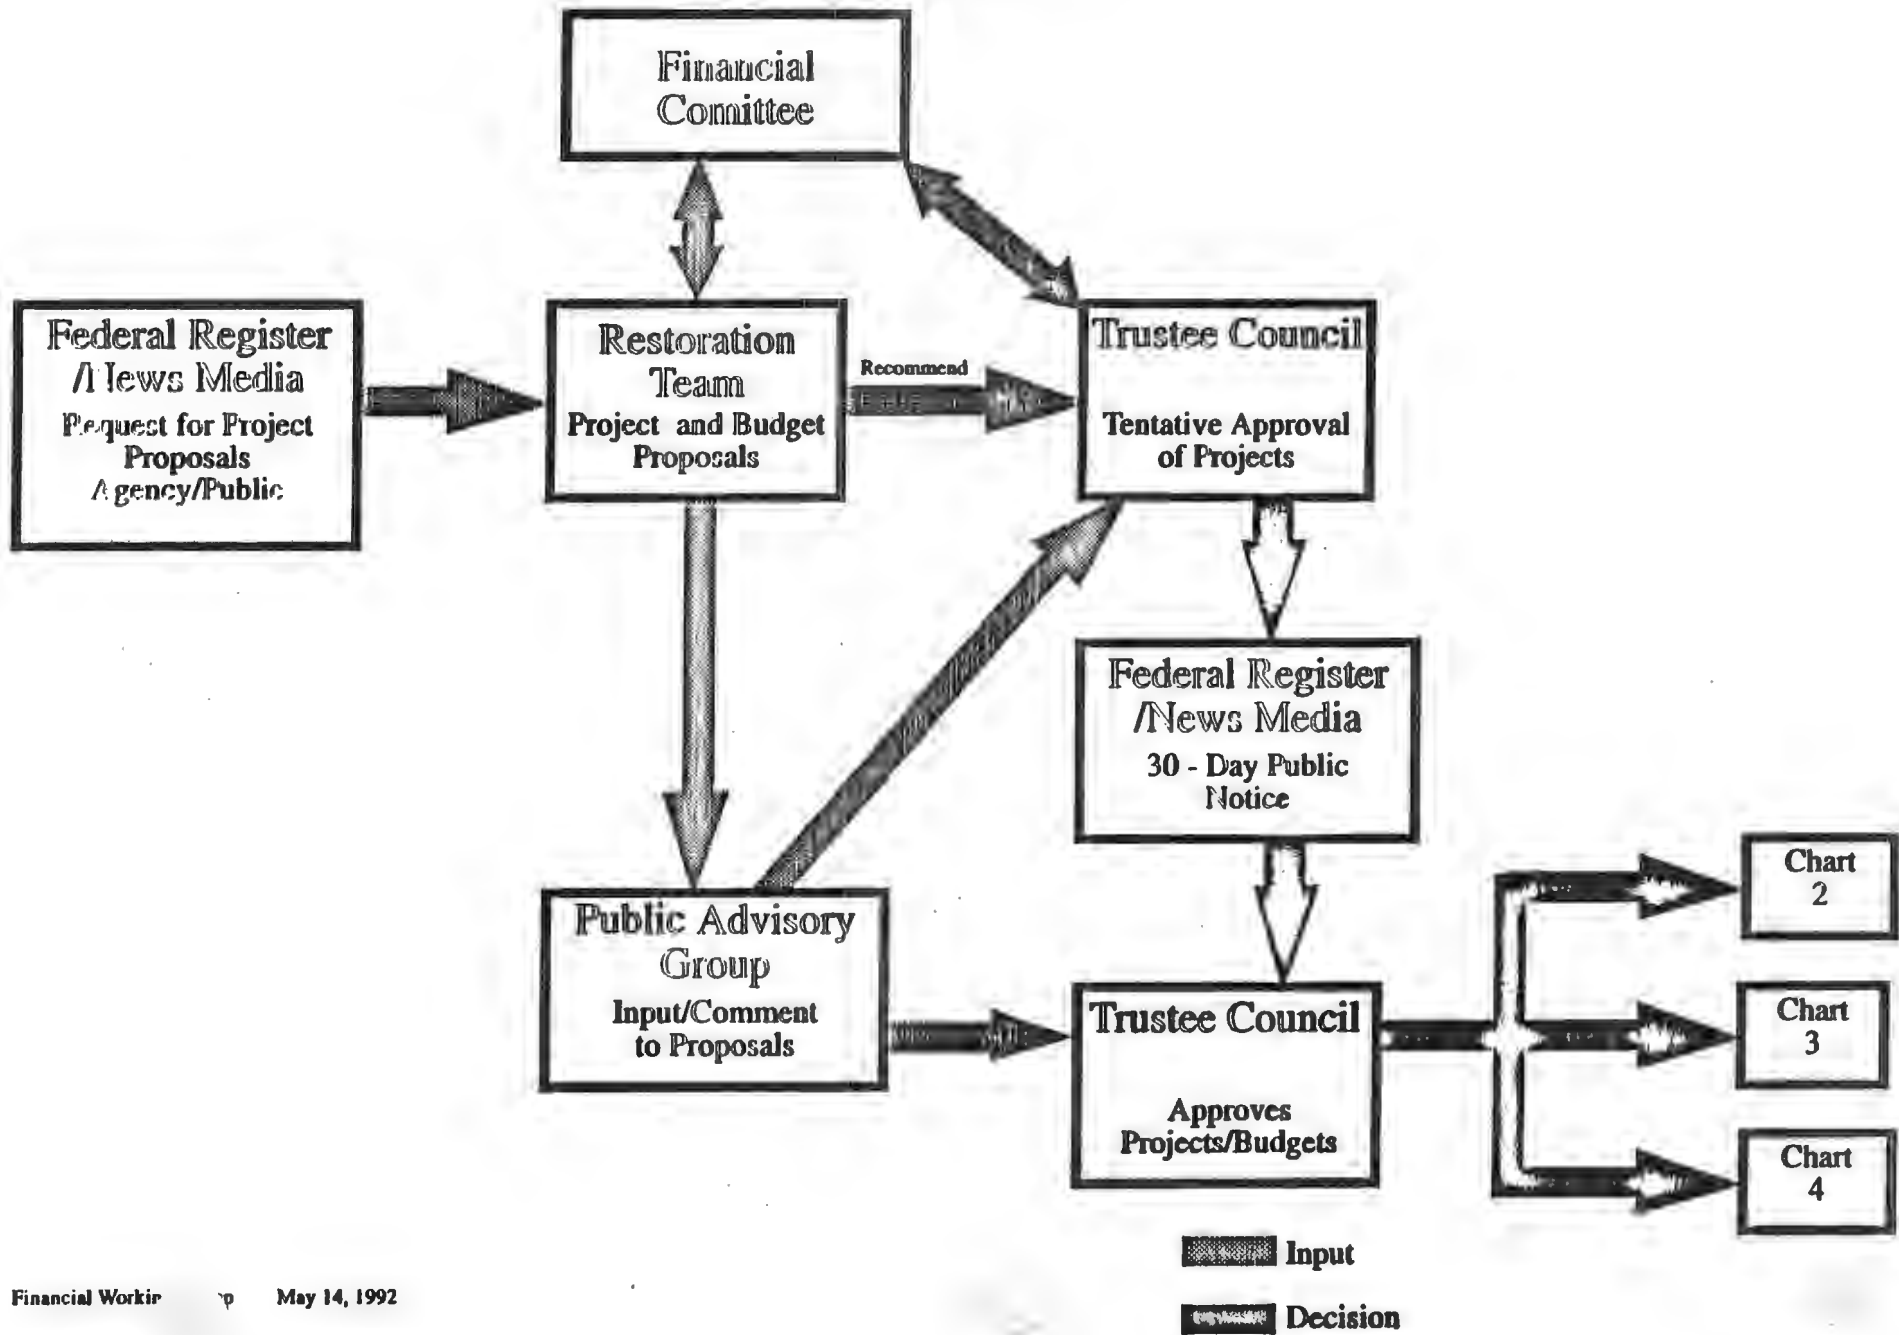 Financial
Comittee
Federal Register
/News Media
Request for Project
Proposals
Agency/Public
Restoration
Team
Project and Budget
Proposals
Recommend
Trustee Council
Tentative Approval
of Projects
Federal Register
/News Media
30 - Day Public
Notice
Public Advisory
Group
Input/Comment
to Proposals
Trustee Council
Approves
Projects/Budgets
Chart
2
Chart
3
Chart
4
Input
Decision
Financial May 14, 1992